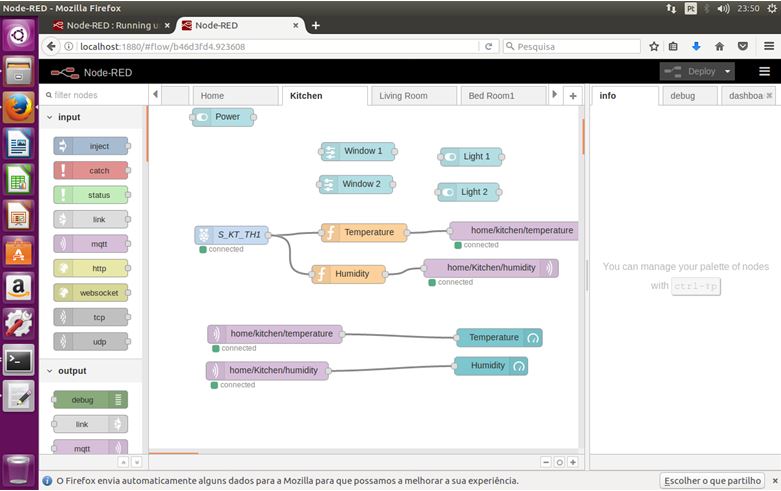 Node-RED - Mozilla Firefox
Pt
23:50
Node-RED : Running u
Node-RED
localhost:1880/#flow/b46d3fd4.923608
Pesquisa
Node-RED
Deploy
filter nodes
Home
Kitchen
Living Room
Bed Room1
info
debug
dashboa
input
inject
catch
status
link
mqtt
http
websocket
tcp
udp
output
debug
link
mqtt
Power
Window 1
Light 1
Window 2
Light 2
S_KT_TH1
connected
Temperature
home/kitchen/temperature
connected
Humidity
home/Kitchen/humidity
connected
home/kitchen/temperature
connected
Temperature
home/Kitchen/humidity
connected
Humidity
You can manage your palette of nodes
with ctrl-⇧p
O Firefox envia automaticamente alguns dados para a Mozilla para que possamos a melhorar a sua experiência.
Escolher o que partilho